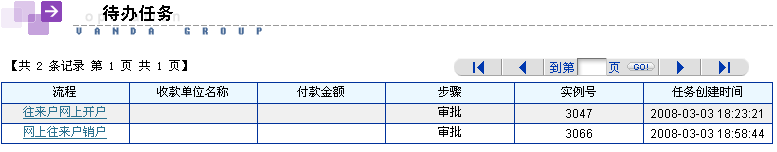 待办任务
VANDA GROUP
【共 2 条记录 第 1 页 共 1 页】 到第 页 GO!
流程 收款单位名称 付款金额 步骤 实例号 任务创建时间
往来户网上开户 审批 3047 2008-03-03 18:23:21
网上往来户销户 审批 3066 2008-03-03 18:58:44